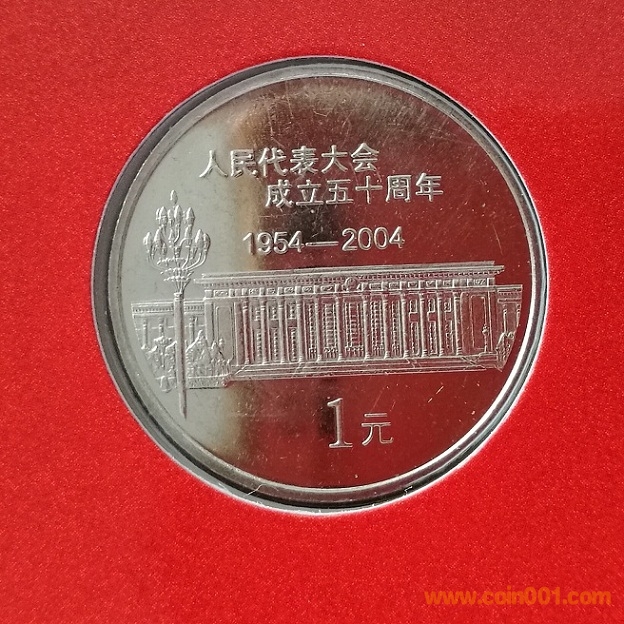 人民代表大会
成立五十周年
1954—2004
1元
www.coin001.com